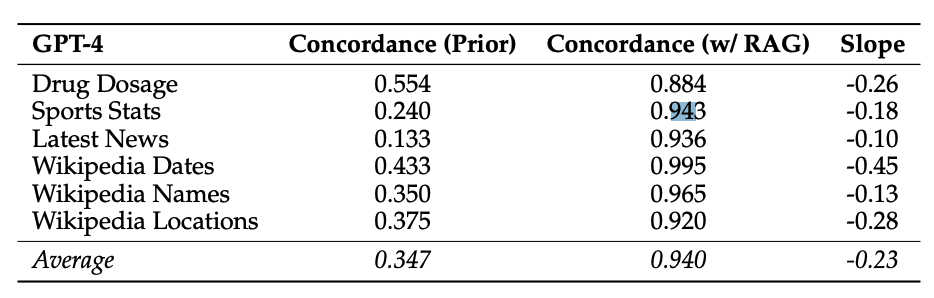 GPT-4 Concordance (Prior) Concordance (w/ RAG) Slope
Drug Dosage 0.554 0.884 -0.26
Sports Stats 0.240 0.943 -0.18
Latest News 0.133 0.936 -0.10
Wikipedia Dates 0.433 0.995 -0.45
Wikipedia Names 0.350 0.965 -0.13
Wikipedia Locations 0.375 0.920 -0.28
Average 0.347 0.940 -0.23